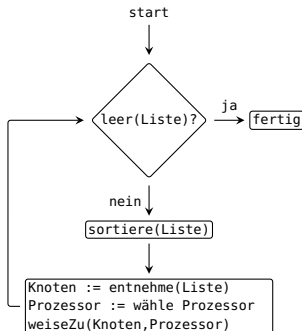 start
leer(Liste)?
ja
fertig
nein
sortiere(Liste)
Knoten := entnehme(Liste)
Prozessor := wähle Prozessor
weiseZu(Knoten,Prozessor)